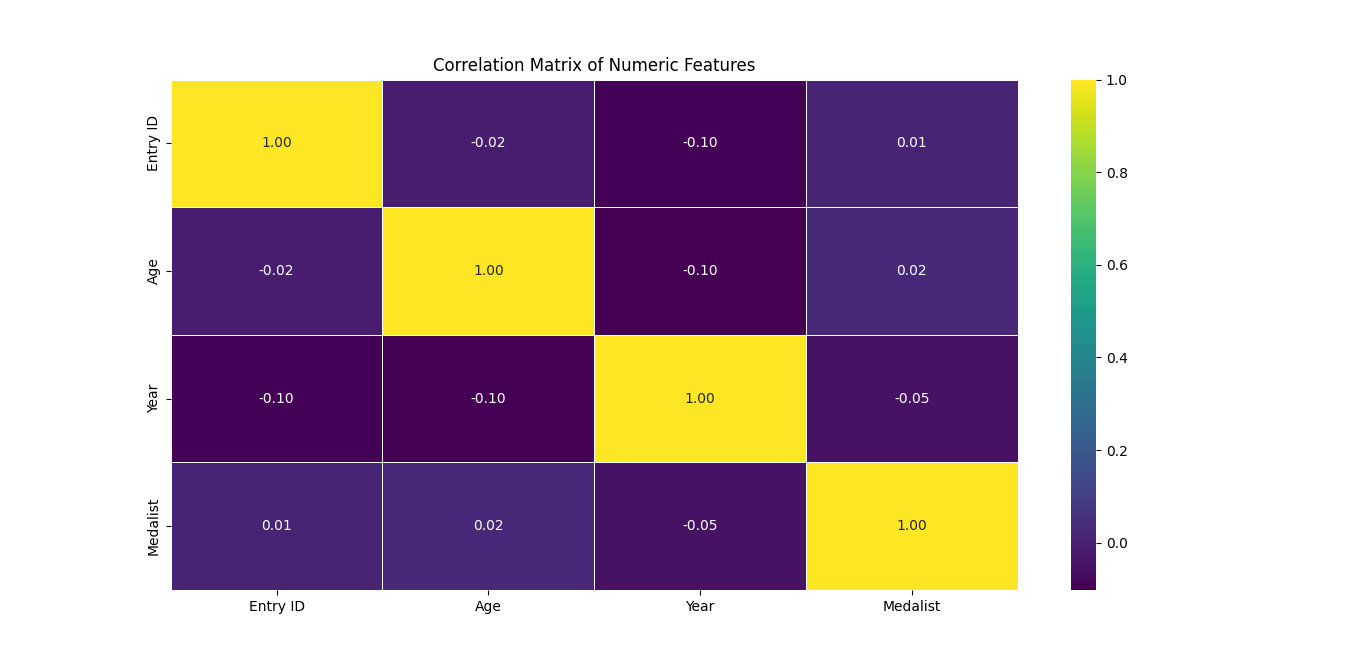 Correlation Matrix of Numeric Features
Entry ID
1.00
-0.02
-0.10
0.01
Age
-0.02
1.00
-0.10
0.02
Year
-0.10
-0.10
1.00
-0.05
Medalist
0.01
0.02
-0.05
1.00
Entry ID
Age
Year
Medalist
1.0
0.8
0.6
0.4
0.2
0.0